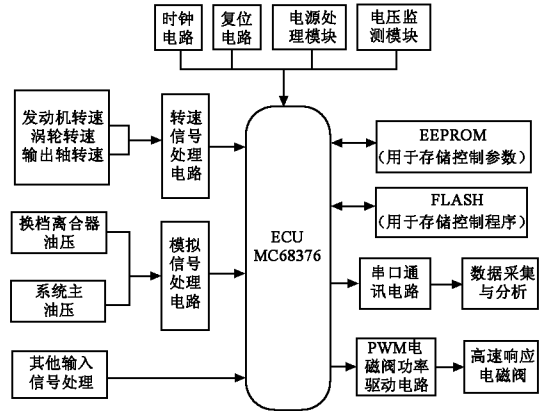 时钟
电路
复位
电路
电源处
理模块
电压监
测模块
发动机转速
涡轮转速
输出轴转速
转速
信号
处理
电路
换档离合器
油压
系统主
油压
模拟
信号
处理
电路
其他输入
信号处理
ECU
MC68376
EEPROM
(用于存储控制参数)
FLASH
(用于存储控制程序)
串口通
讯电路
数据采集
与分析
PWM电
磁阀功率
驱动电路
高速响应
电磁阀